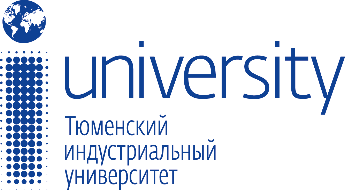 university
Тюменский
индустриальный
университет